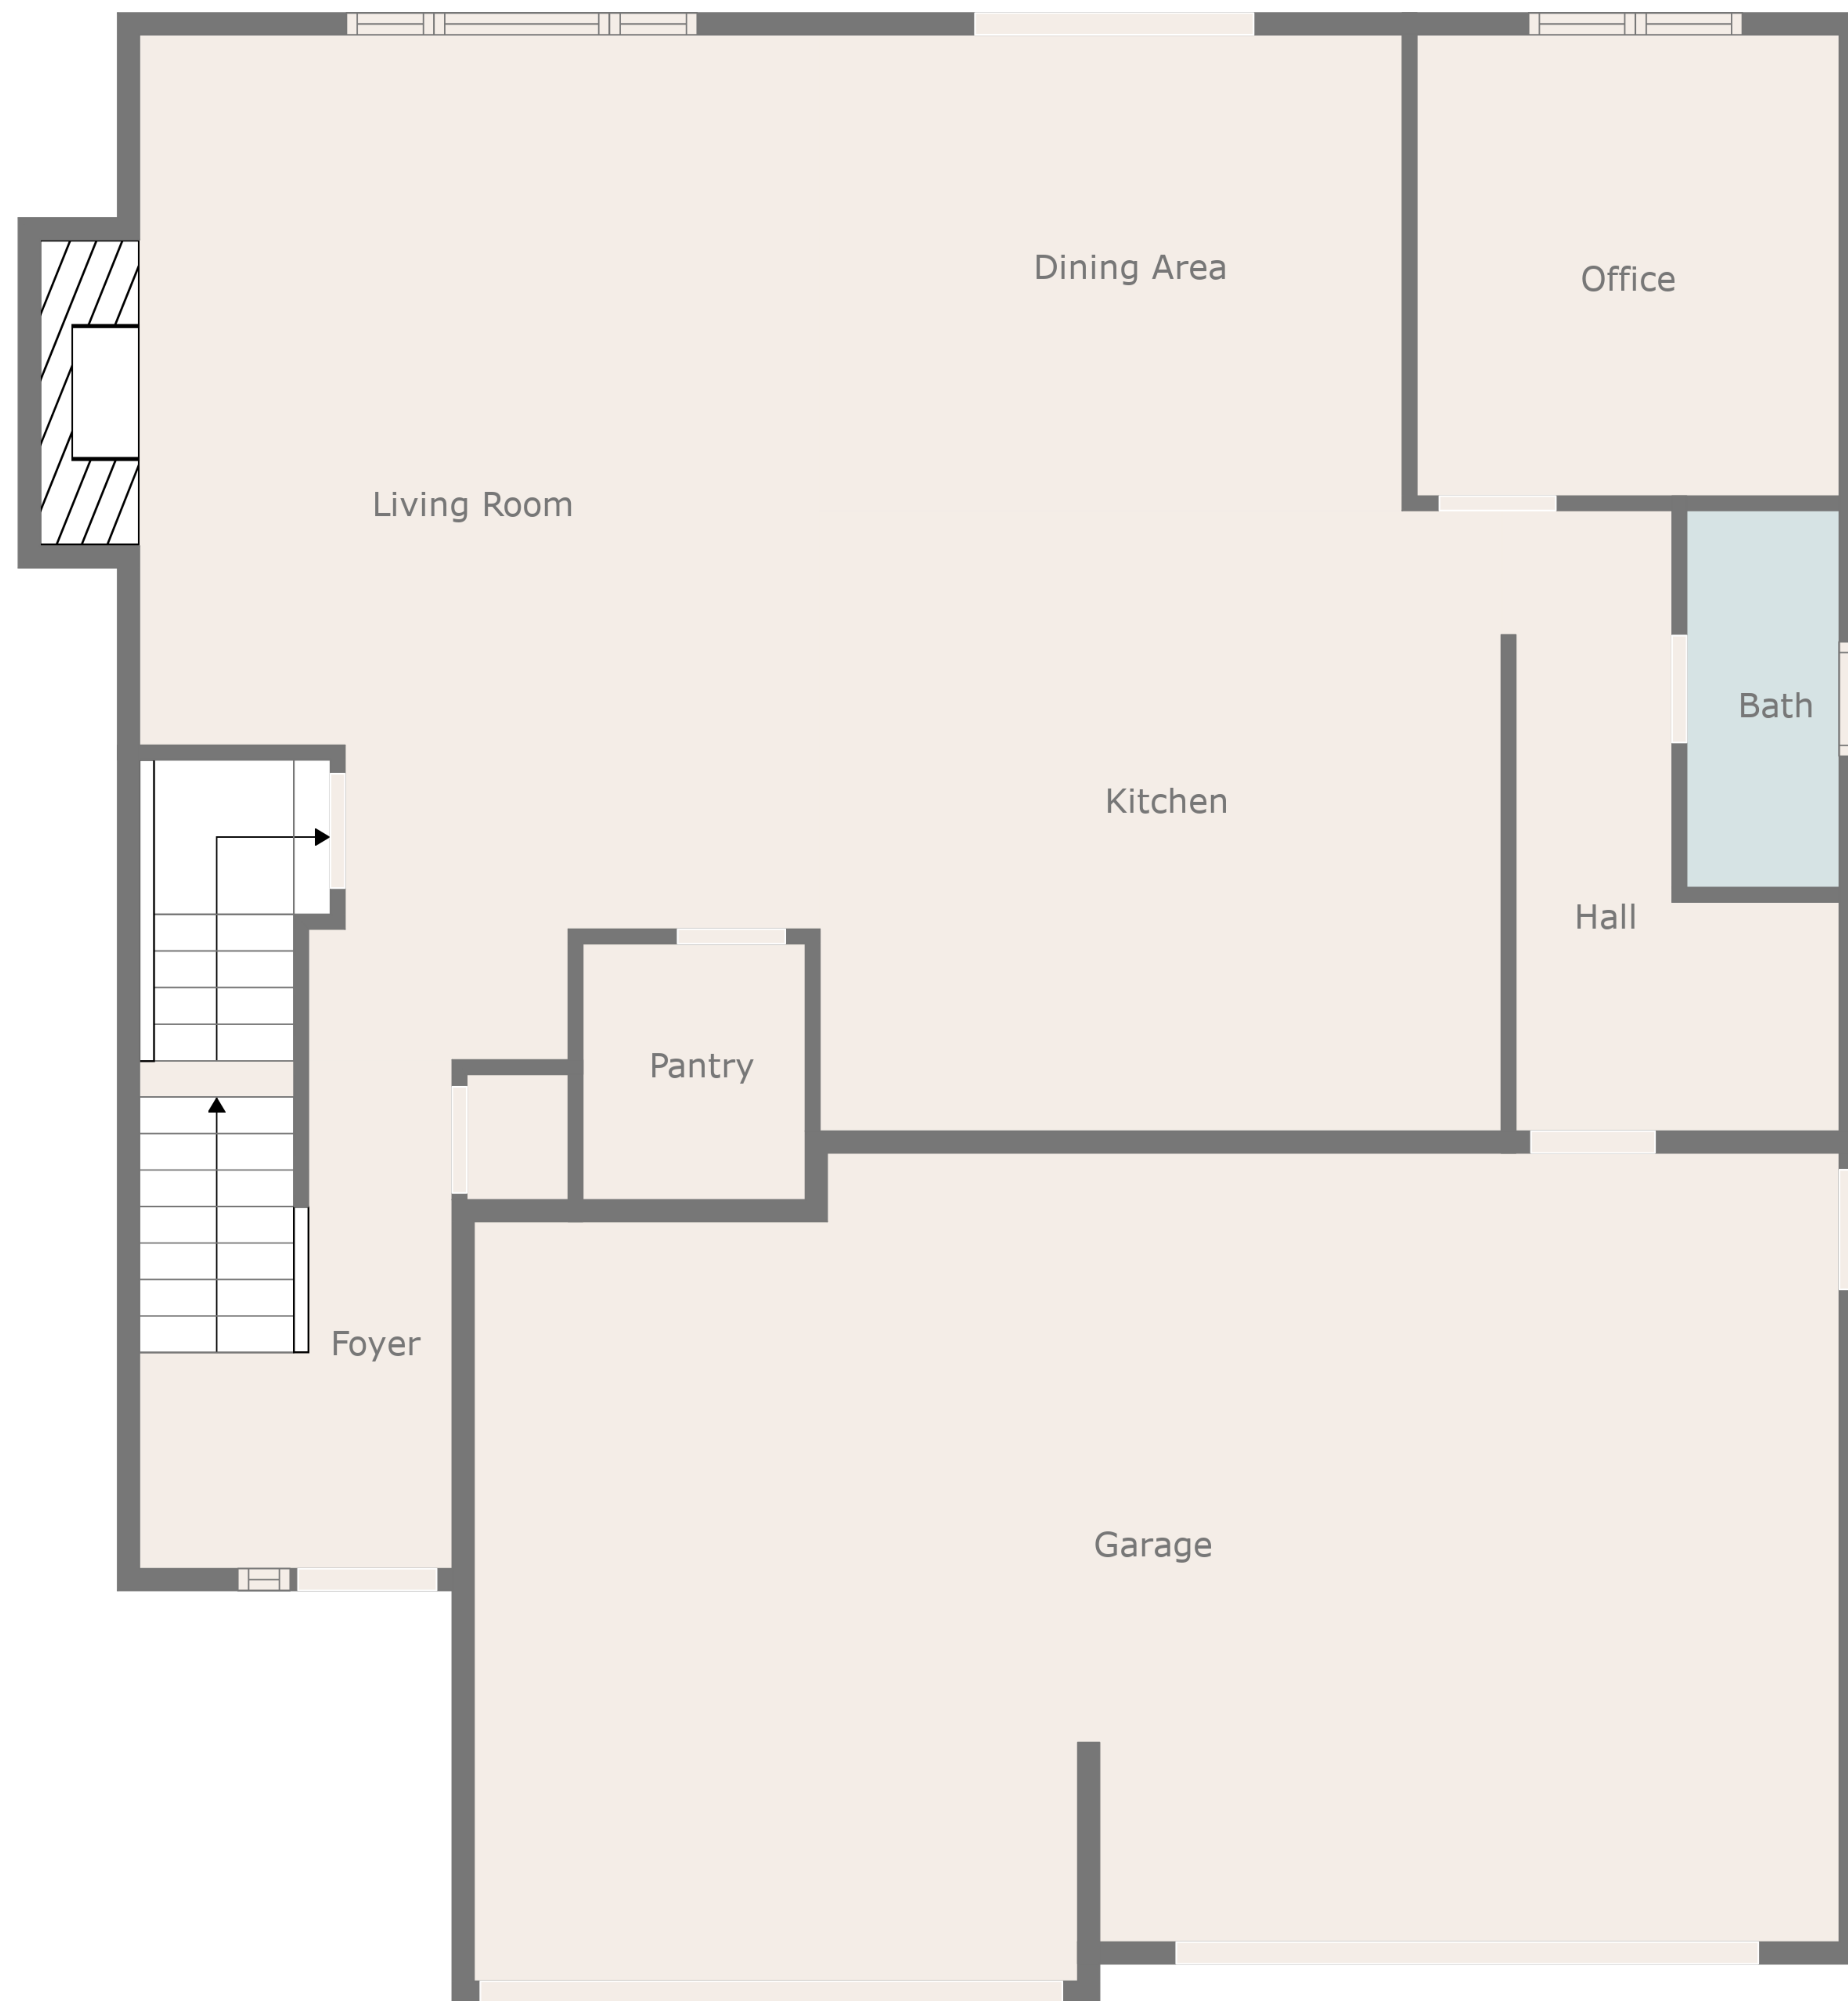 Dining Area
Office
Living Room
Bath
Kitchen
Hall
Pantry
Foyer
Garage